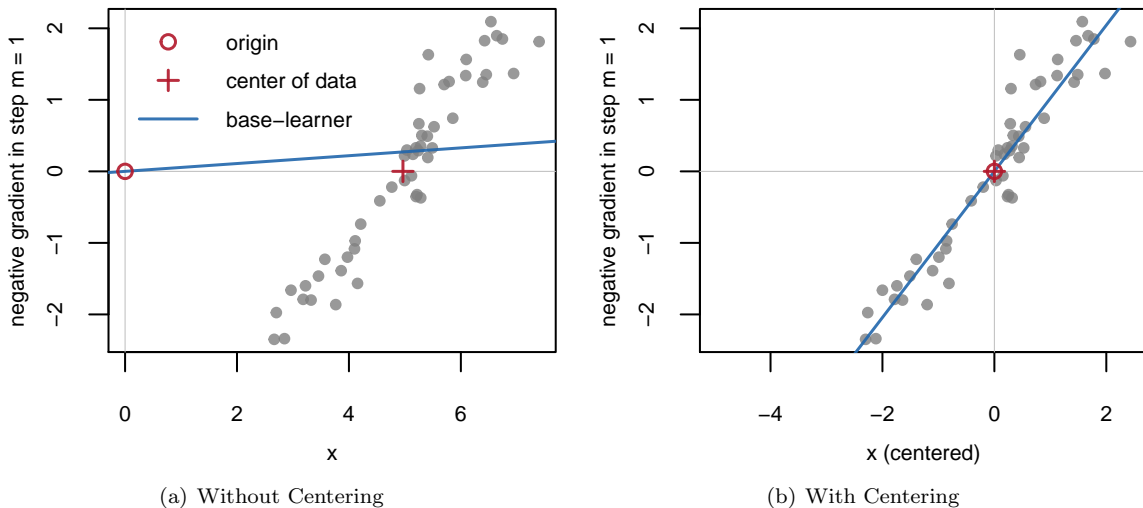 negative gradient in step m = 1
2
1
0
−1
−2
origin
center of data
base−learner
0
2
4
6
x
(a) Without Centering
negative gradient in step m = 1
2
1
0
−1
−2
−4
−2
0
2
x (centered)
(b) With Centering